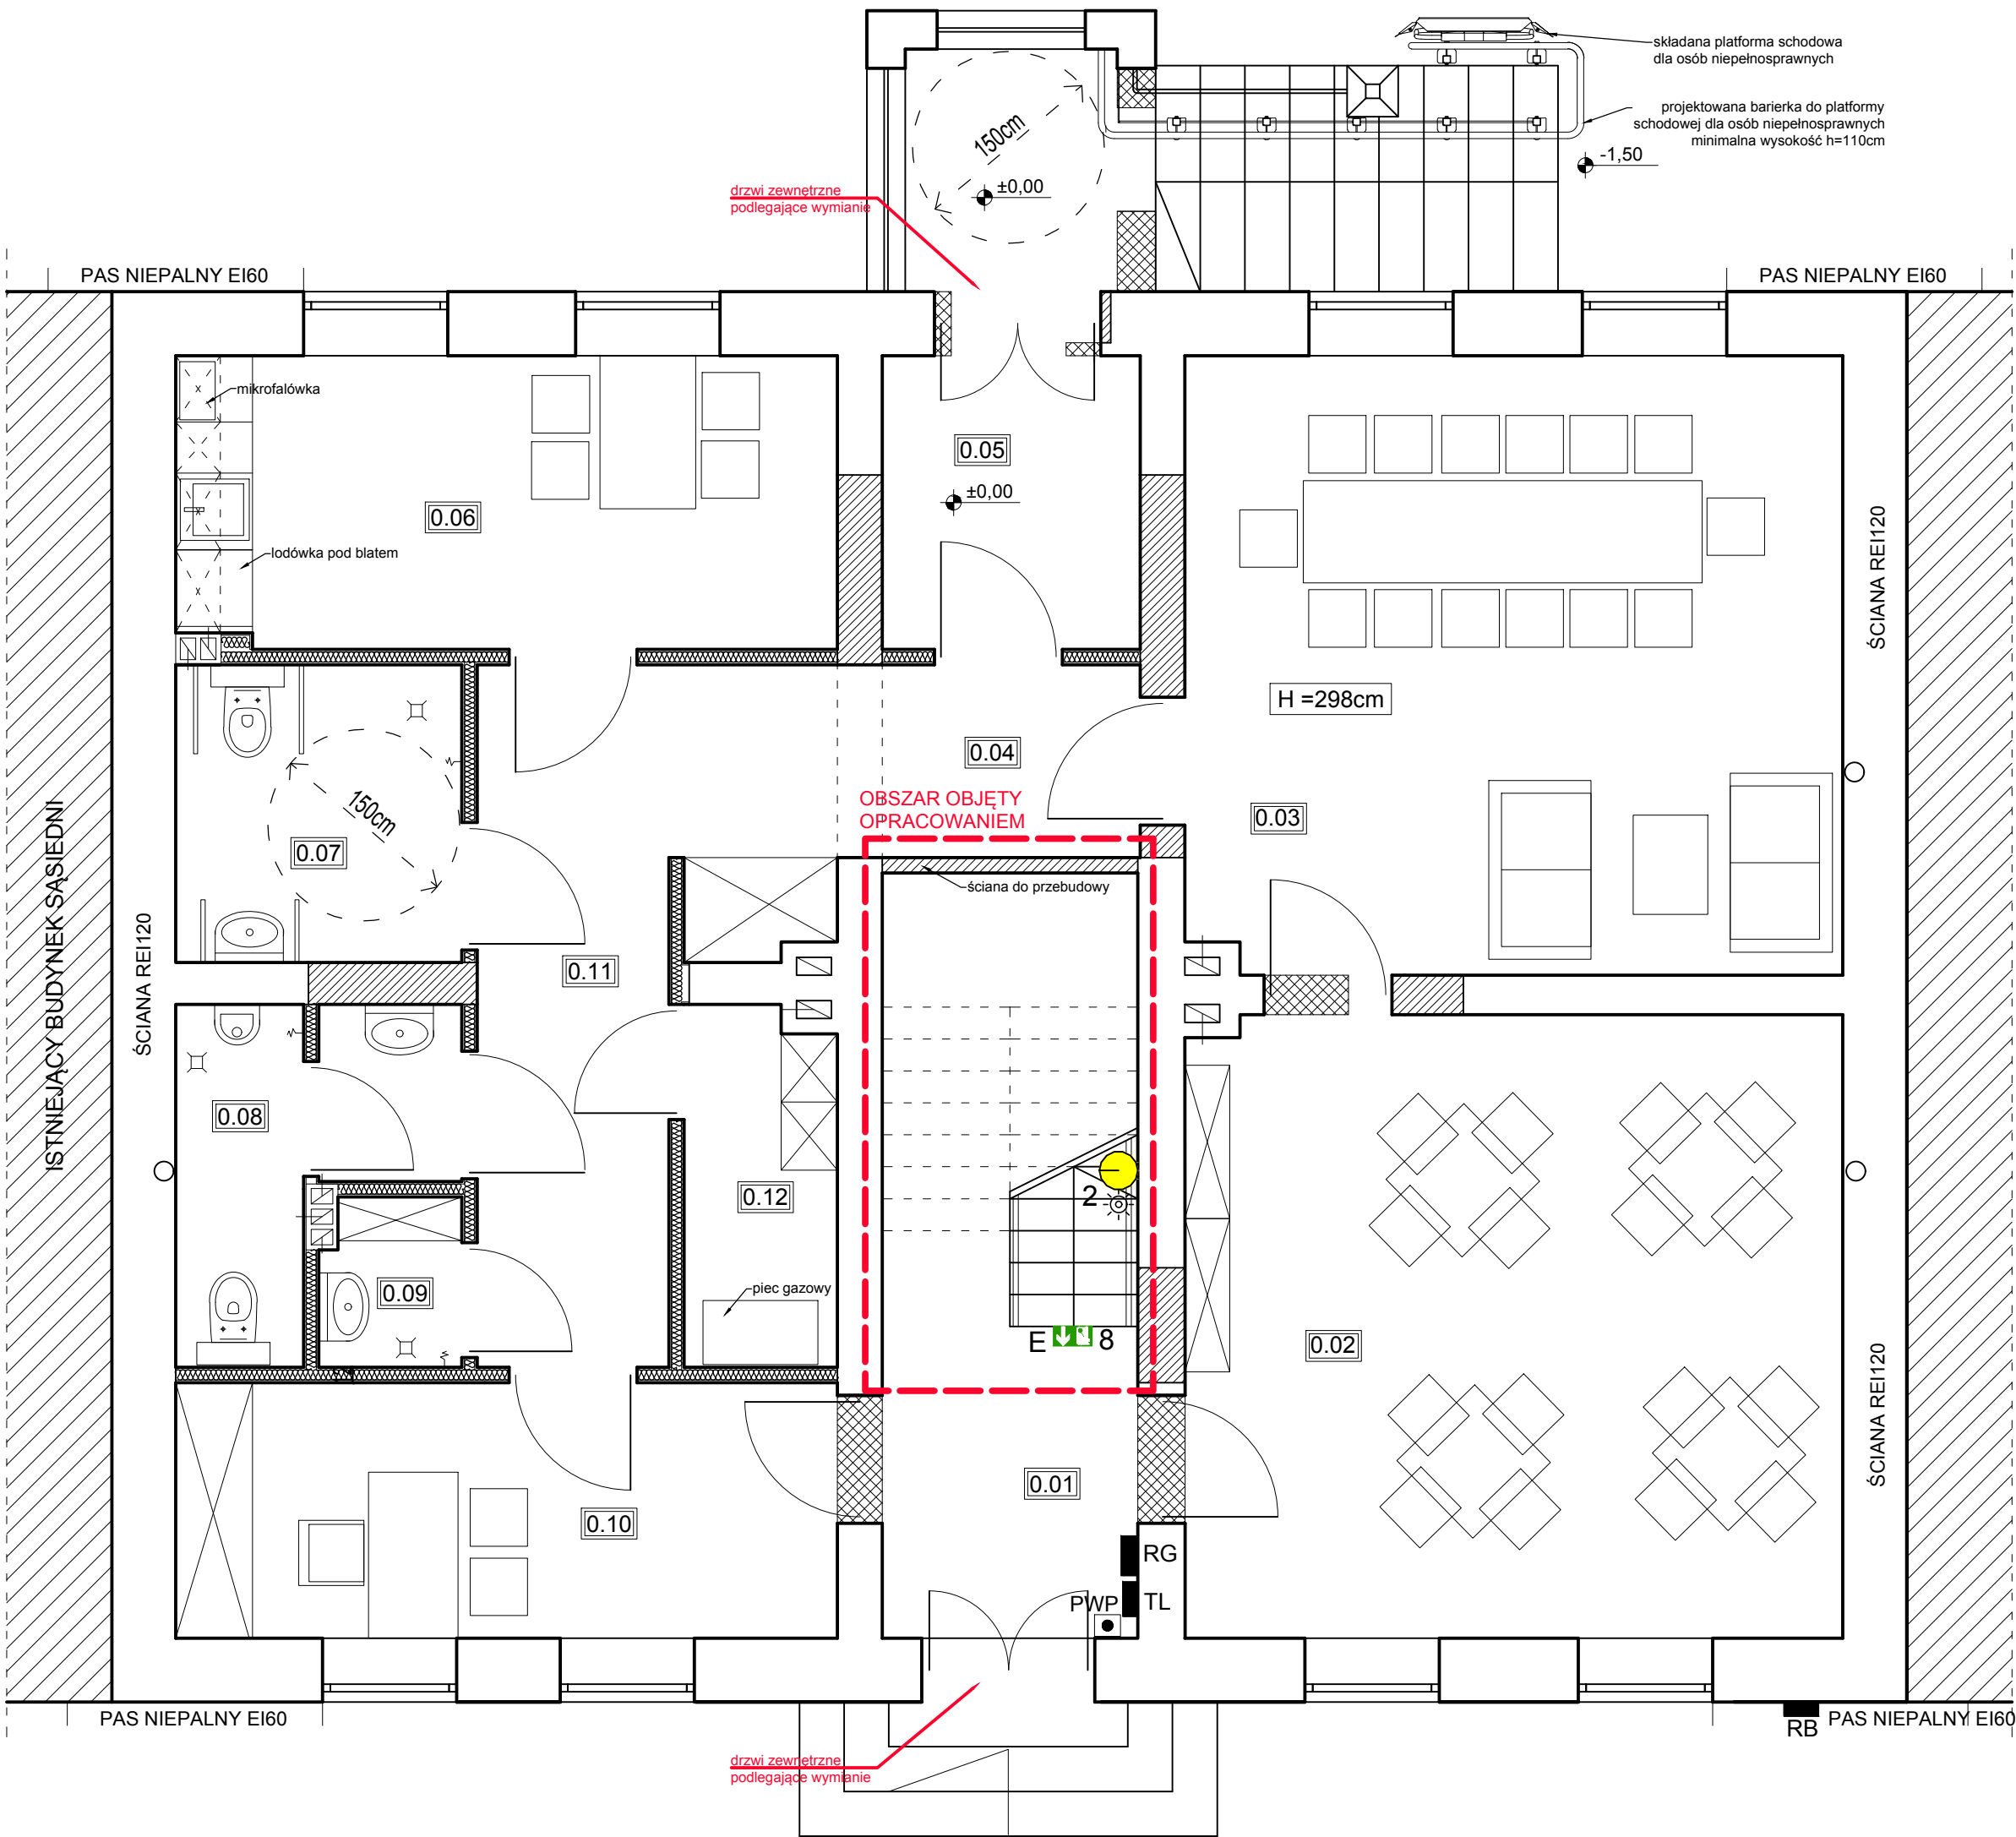 składana platforma schodowa
dla osób niepełnosprawnych
projektowana barierka do platformy
schodowej dla osób niepełnosprawnych
minimalna wysokość h=110cm
-1,50
150cm
±0,00
drzwi zewnętrzne
podlegające wymianie
PAS NIEPALNY EI60
PAS NIEPALNY EI60
mikrofalówka
0.05
±0,00
0.06
lodówka pod blatem
ŚCIANA REI120
H =298cm
0.04
OBSZAR OBJĘTY
OPRACOWANIEM
0.03
150cm
0.07
ściana do przebudowy
ISTNIEJĄCY BUDYNEK SĄSIEDNI
ŚCIANA REI120
0.11
0.08
0.12
2
0.09
piec gazowy
E
8
0.02
ŚCIANA REI120
0.01
0.10
RG
PWP
TL
PAS NIEPALNY EI60
RB
PAS NIEPALNY EI60
drzwi zewnętrzne
podlegające wymianie